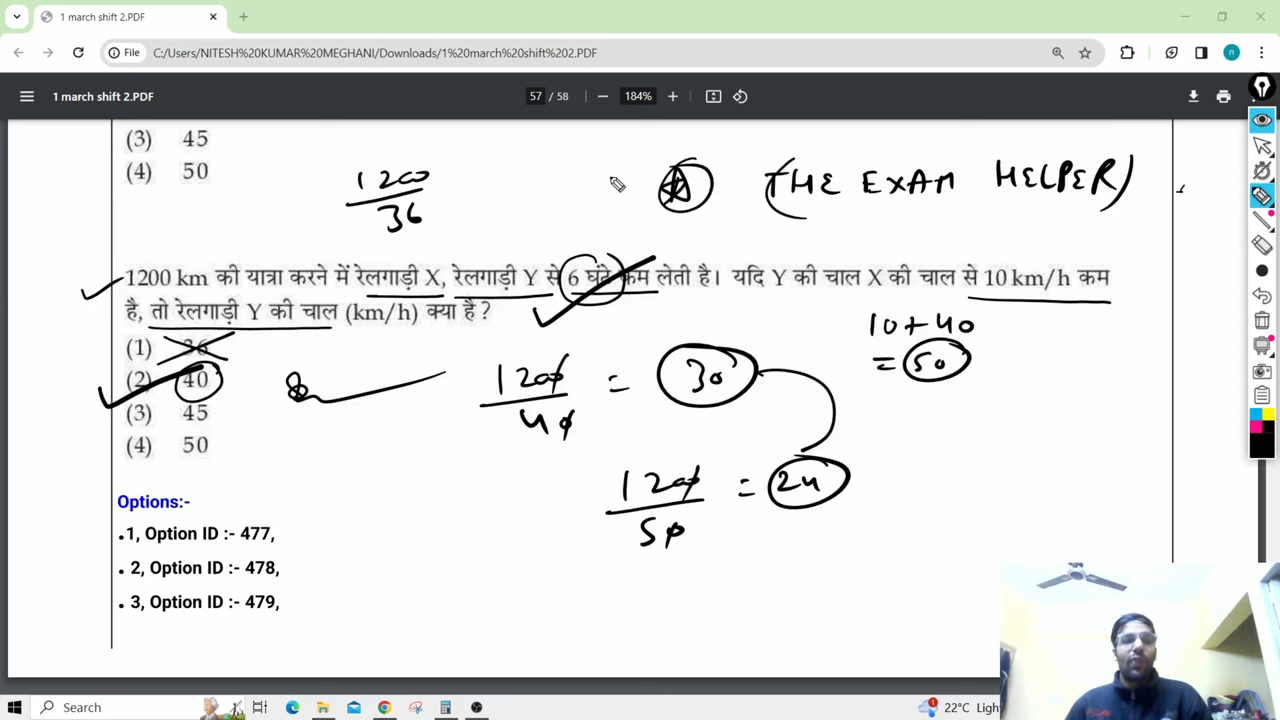 1 march shift 2.PDF
File C:/Users/NITESH%20KUMAR%20MEGHANI/Downloads/1%20march%20shift%202.PDF
n
1 march shift 2.PDF
57 / 58
184%
(3) 45
(4) 50
1200
36
(THE EXAM HELPER)
1200 km की यात्रा करने में रेलगाड़ी X, रेलगाड़ी Y से 6 घंटे कम लेती है। यदि Y की चाल X की चाल से 10 km/h कम
है, तो रेलगाड़ी Y की चाल (km/h) क्या है?
10+40
= 50
(1) 36
(2) 40
(3) 45
(4) 50
1200
40
= 30
1200
50
= 24
Options:-
.1, Option ID :- 477,
. 2, Option ID :- 478,
. 3, Option ID :- 479,
Search
1
22°C Ligh